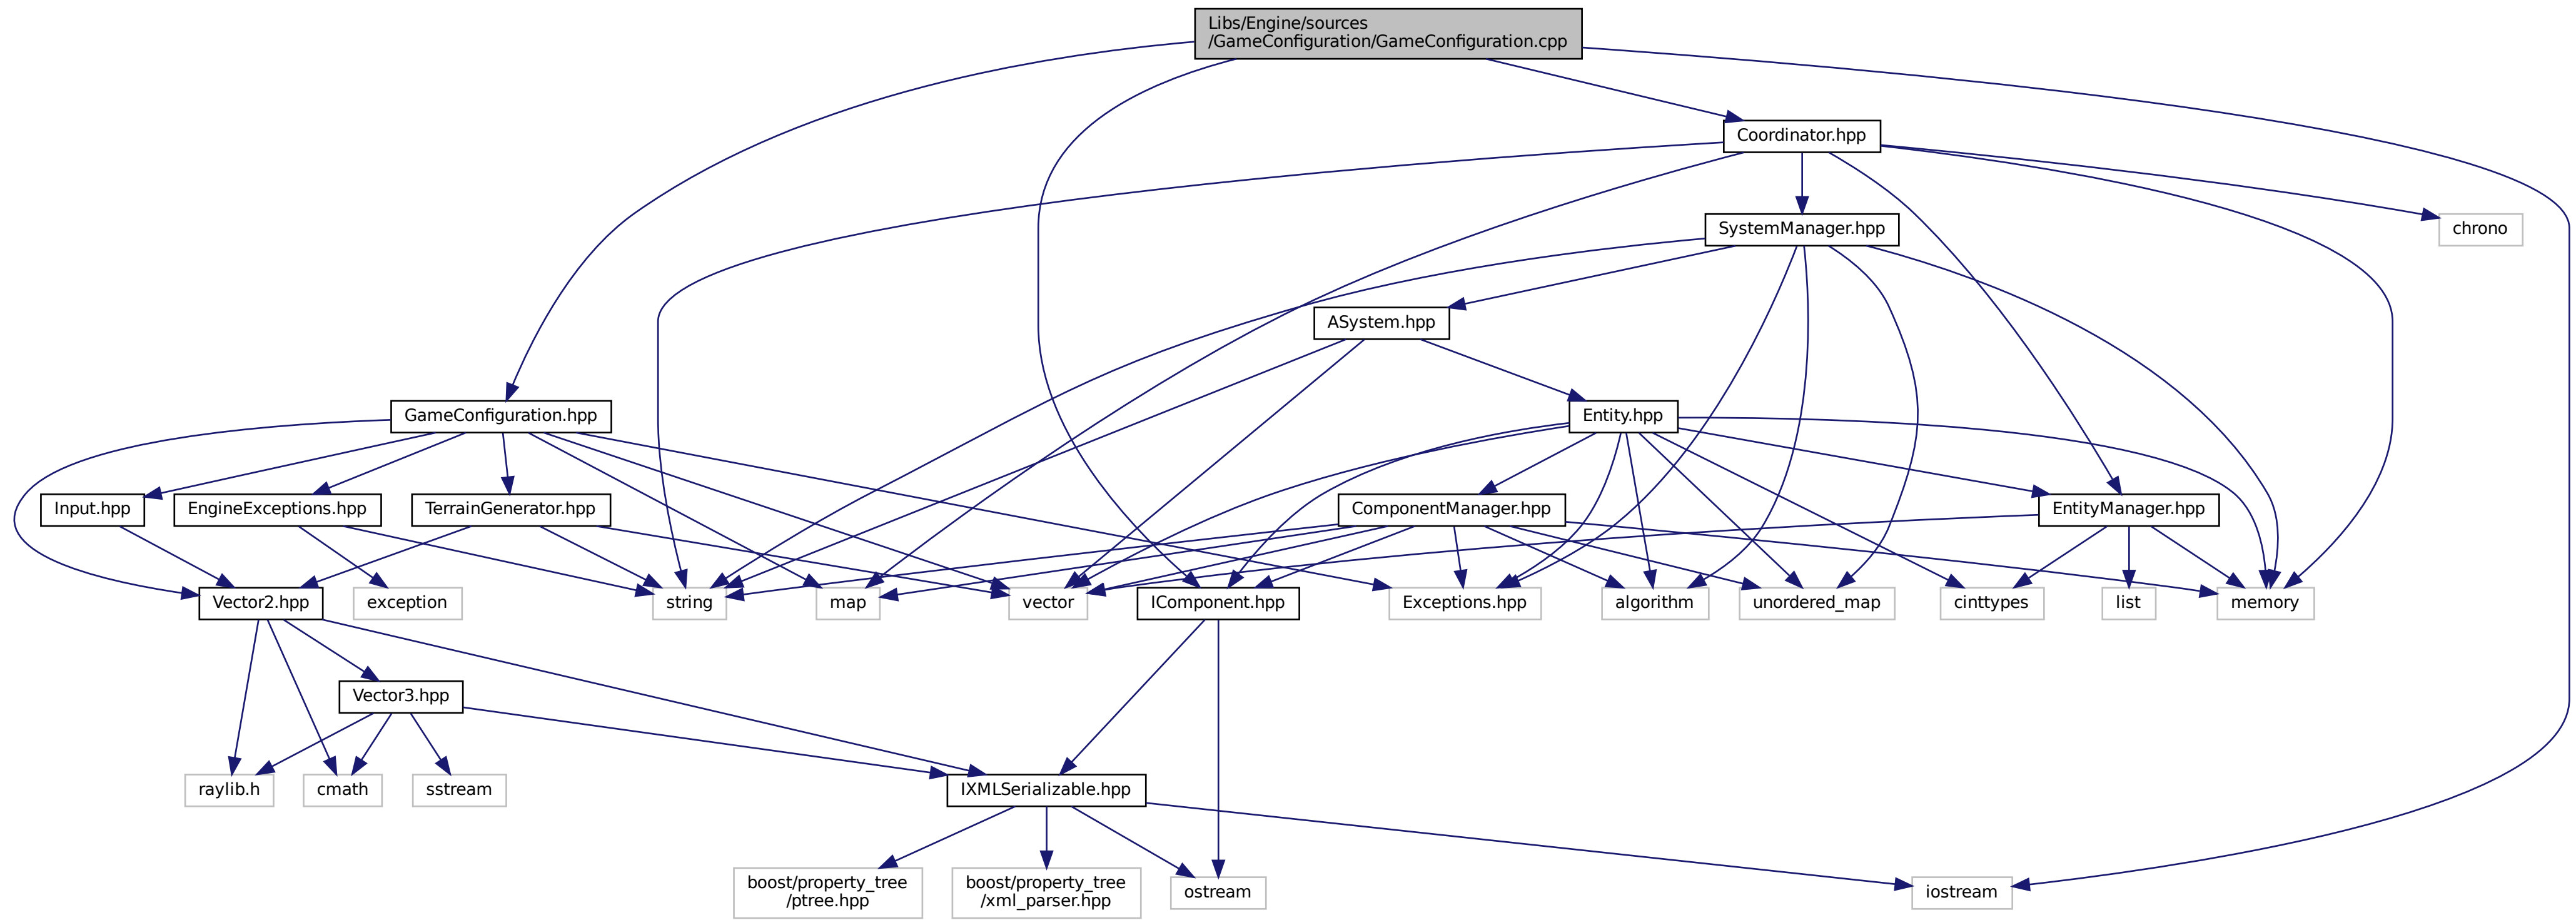 Libs/Engine/sources
/GameConfiguration/GameConfiguration.cpp
Coordinator.hpp
SystemManager.hpp
chrono
ASystem.hpp
GameConfiguration.hpp
Entity.hpp
Input.hpp
EngineExceptions.hpp
TerrainGenerator.hpp
ComponentManager.hpp
EntityManager.hpp
Vector2.hpp
exception
string
map
vector
IComponent.hpp
Exceptions.hpp
algorithm
unordered_map
cinttypes
list
memory
Vector3.hpp
raylib.h
cmath
sstream
IXMLSerializable.hpp
boost/property_tree
/ptree.hpp
boost/property_tree
/xml_parser.hpp
ostream
iostream